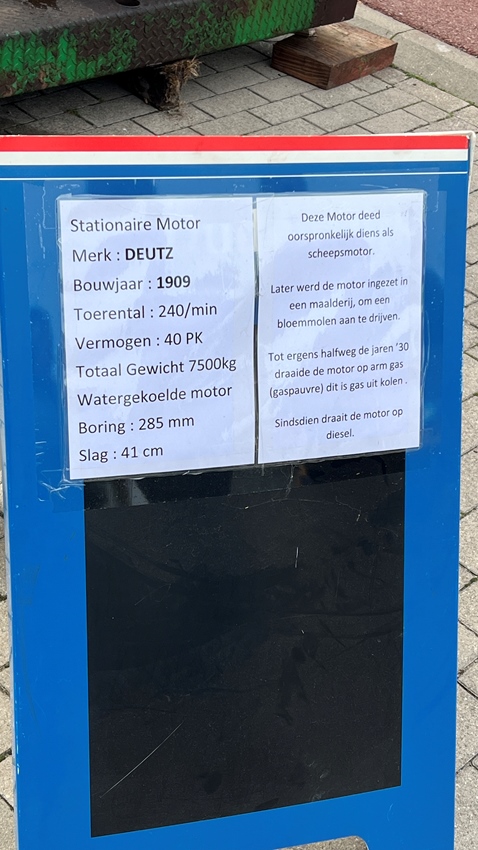 Stationaire Motor
Merk : DEUTZ
Bouwjaar : 1909
Toerental : 240/min
Vermogen : 40 PK
Totaal Gewicht 7500kg
Watergekoelde motor
Boring : 285 mm
Slag : 41 cm
Deze Motor deed
oorspronkelijk diens als
scheepsmotor.
Later werd de motor ingezet in
een maalderij, om een
bloemmolen aan te drijven.
Tot ergens halfweg de jaren '30
draaide de motor op arm gas
(gaspauvre) dit is gas uit kolen .
Sindsdien draait de motor op
diesel.